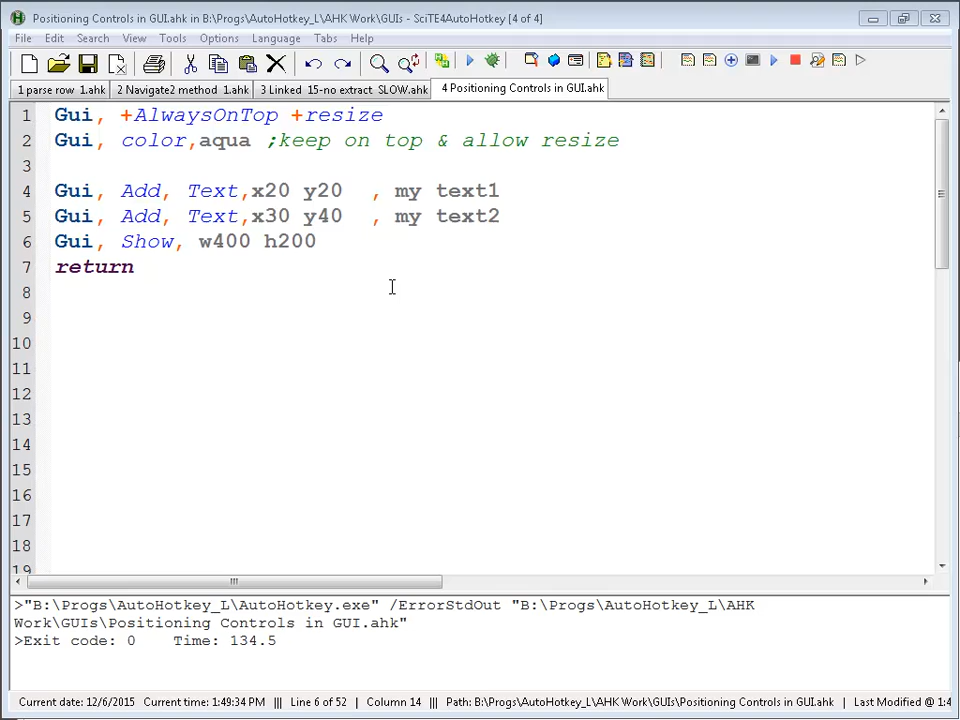 Positioning Controls in GUI.ahk in B:\Progs\AutoHotkey_L\AHK Work\GUIs - SciTE4AutoHotkey [4 of 4]
File Edit Search View Tools Options Language Tabs Help
1 parse row 1.ahk 2 Navigate2 method 1.ahk 3 Linked 15-no extract SLOW.ahk 4 Positioning Controls in GUI.ahk
1 Gui, +AlwaysOnTop +resize
2 Gui, color,aqua ;keep on top & allow resize
3
4 Gui, Add, Text,x20 y20 , my text1
5 Gui, Add, Text,x30 y40 , my text2
6 Gui, Show, w400 h200
7 return
8
9
10
11
12
13
14
15
16
17
18
19
>"B:\Progs\AutoHotkey_L\AutoHotkey.exe" /ErrorStdOut "B:\Progs\AutoHotkey_L\AHK
Work\GUIs\Positioning Controls in GUI.ahk"
>Exit code: 0 Time: 134.5
Current date: 12/6/2015 Current time: 1:49:34 PM ||| Line 6 of 52 | Column 14 ||| Path: B:\Progs\AutoHotkey_L\AHK Work\GUIs\Positioning Controls in GUI.ahk | Last Modified @ 1:4